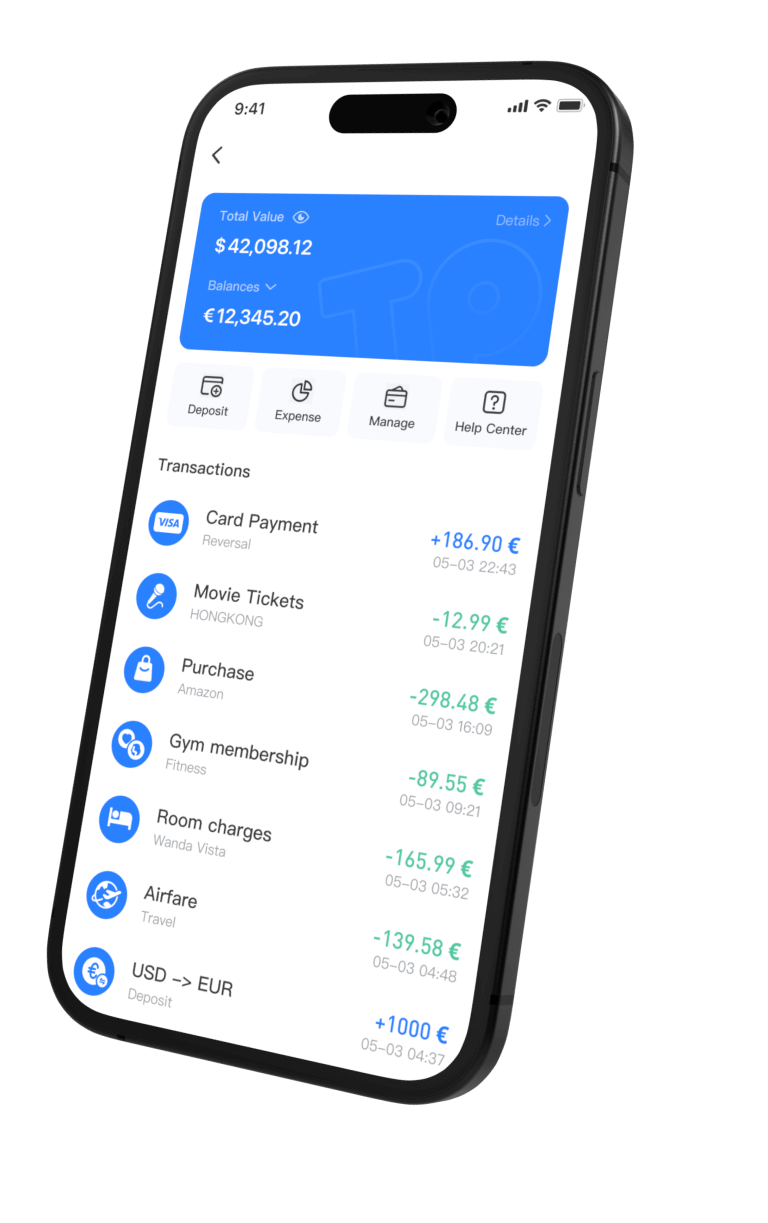 9:41
Total Value
Details
$42,098.12
Balances
€12,345.20
TP
Deposit
Expense
Manage
Help Center
Transactions
VISA
Card Payment
Reversal
+186.90 €
05-03 22:43
Movie Tickets
HONGKONG
-12.99 €
05-03 20:21
Purchase
Amazon
-298.48 €
05-03 16:09
Gym membership
Fitness
-89.55 €
05-03 09:21
Room charges
Wanda Vista
-165.99 €
05-03 05:32
Airfare
Travel
-139.58 €
05-03 04:48
USD -> EUR
Deposit
+1000 €
05-03 04:37